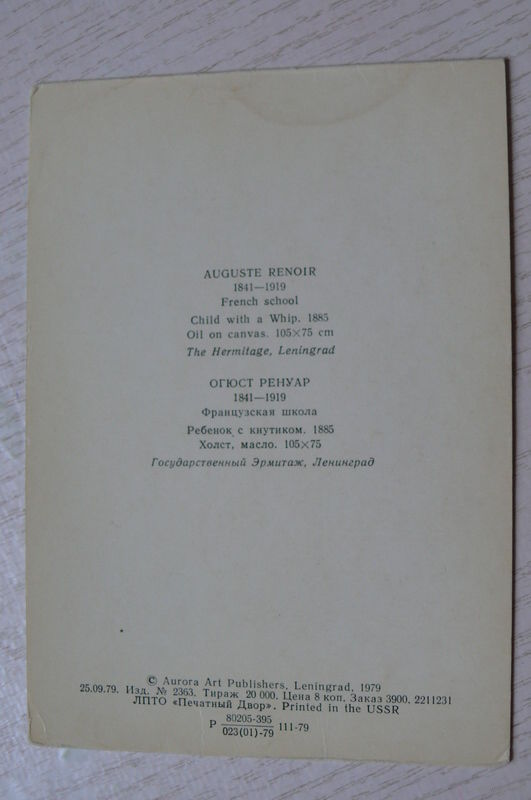 AUGUSTE RENOIR
1841—1919
French school
Child with a Whip. 1885
Oil on canvas. 105×75 cm
The Hermitage, Leningrad
ОГЮСТ РЕНУАР
1841—1919
Французская школа
Ребенок с кнутиком. 1885
Холст, масло. 105×75
Государственный Эрмитаж, Ленинград
© Aurora Art Publishers, Leningrad, 1979
25.09.79. Изд. № 2363. Тираж 20 000. Цена 8 коп. Заказ 3900. 2211231
ЛПТО «Печатный Двор». Printed in the USSR
80205-395
Р 111-79
023(01)-79